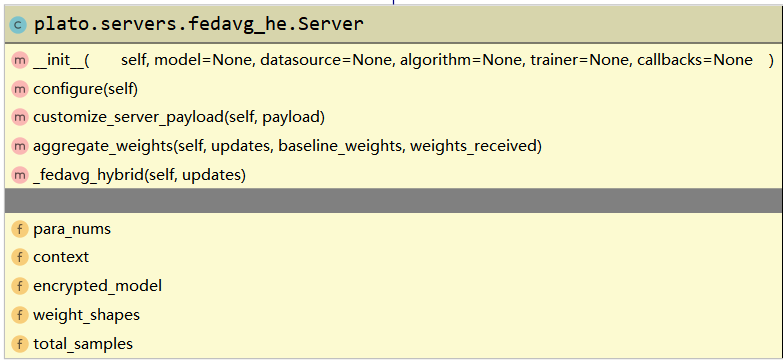 c plato.servers.fedavg_he.Server
m __init__( self, model=None, datasource=None, algorithm=None, trainer=None, callbacks=None )
m configure(self)
m customize_server_payload(self, payload)
m aggregate_weights(self, updates, baseline_weights, weights_received)
m _fedavg_hybrid(self, updates)
f para_nums
f context
f encrypted_model
f weight_shapes
f total_samples